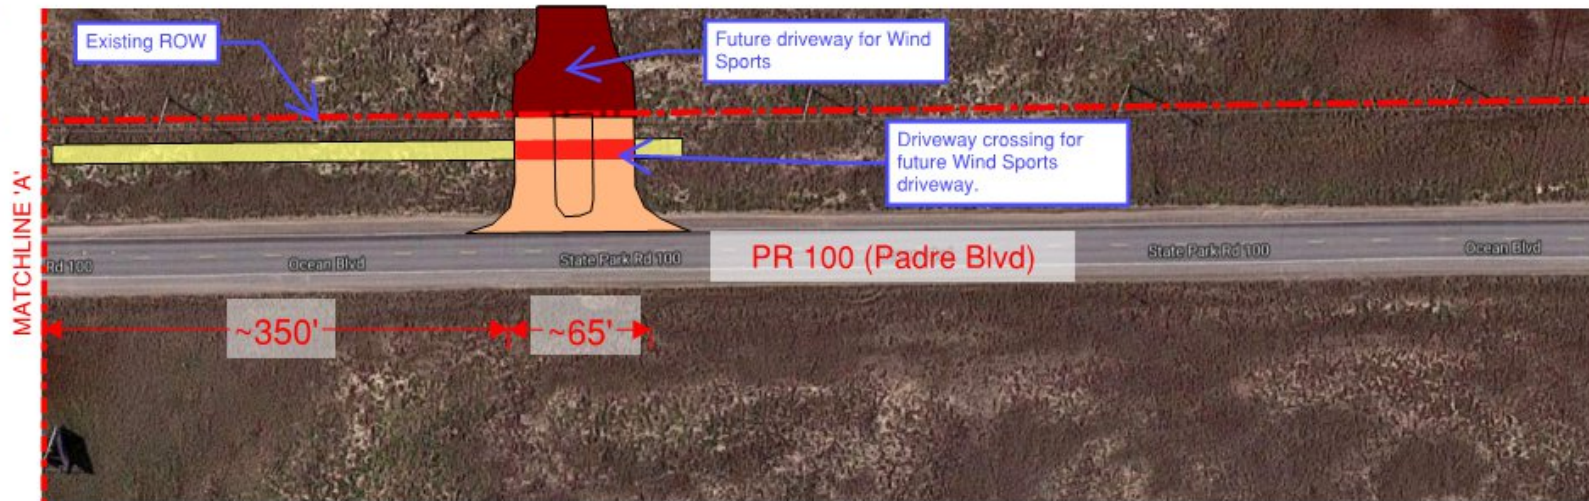 Existing ROW
Future driveway for Wind
Sports
Driveway crossing for
future Wind Sports
driveway.
MATCHLINE 'A'
Rd 100
Ocean Blvd
State Park Rd 100
PR 100 (Padre Blvd)
State Park Rd 100
Ocean Blvd
~350'
~65'